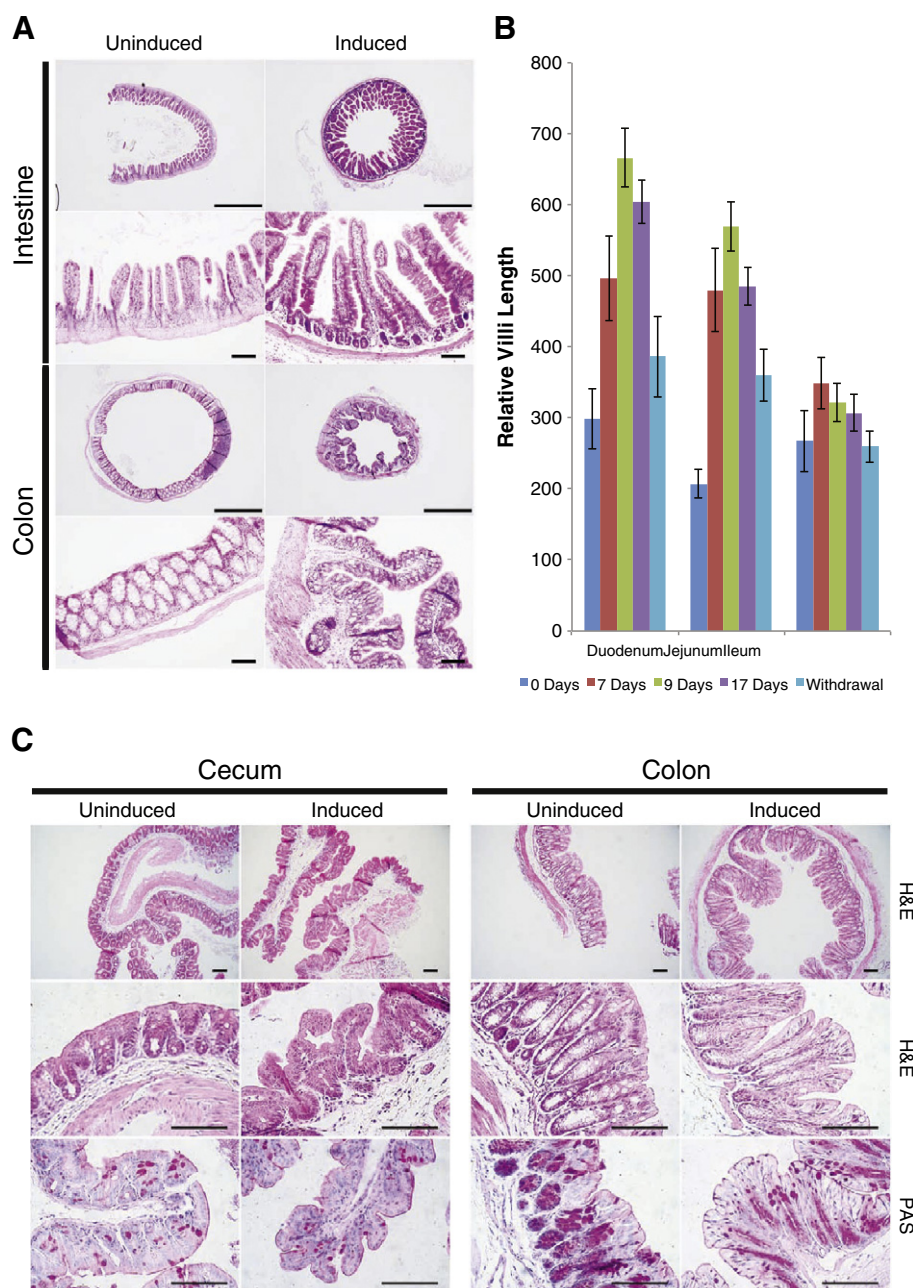 A
Uninduced
Induced
Intestine
Colon
B
800
700
600
500
400
300
200
100
0
Relative Villi Length
DuodenumJejunumIleum
0 Days
7 Days
9 Days
17 Days
Withdrawal
C
Cecum
Colon
Uninduced
Induced
Uninduced
Induced
H&E
H&E
PAS